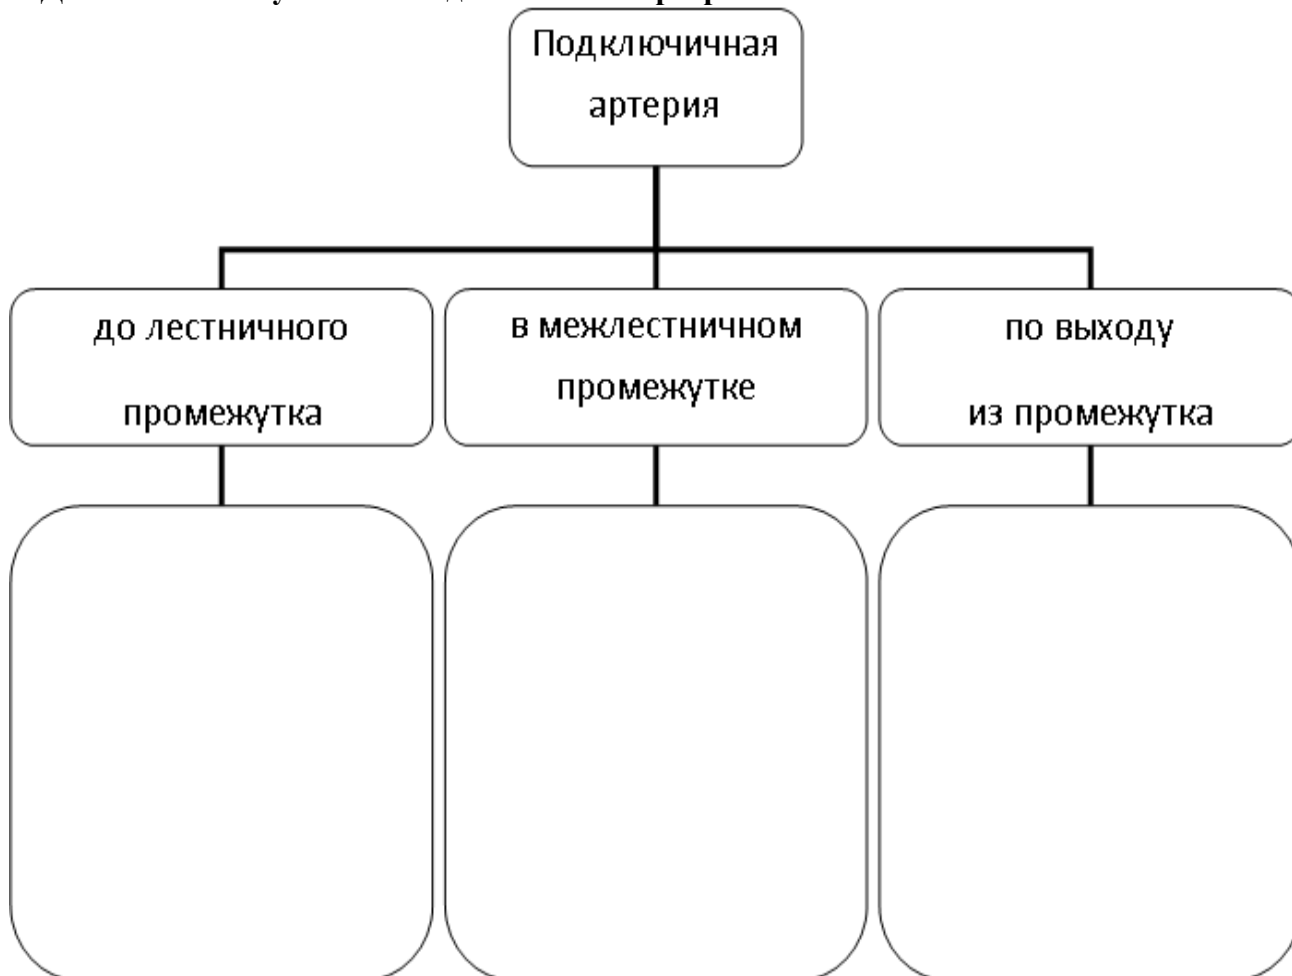 Подключичная
артерия
до лестничного
промежутка
в межлестничном
промежутке
по выходу
из промежутка